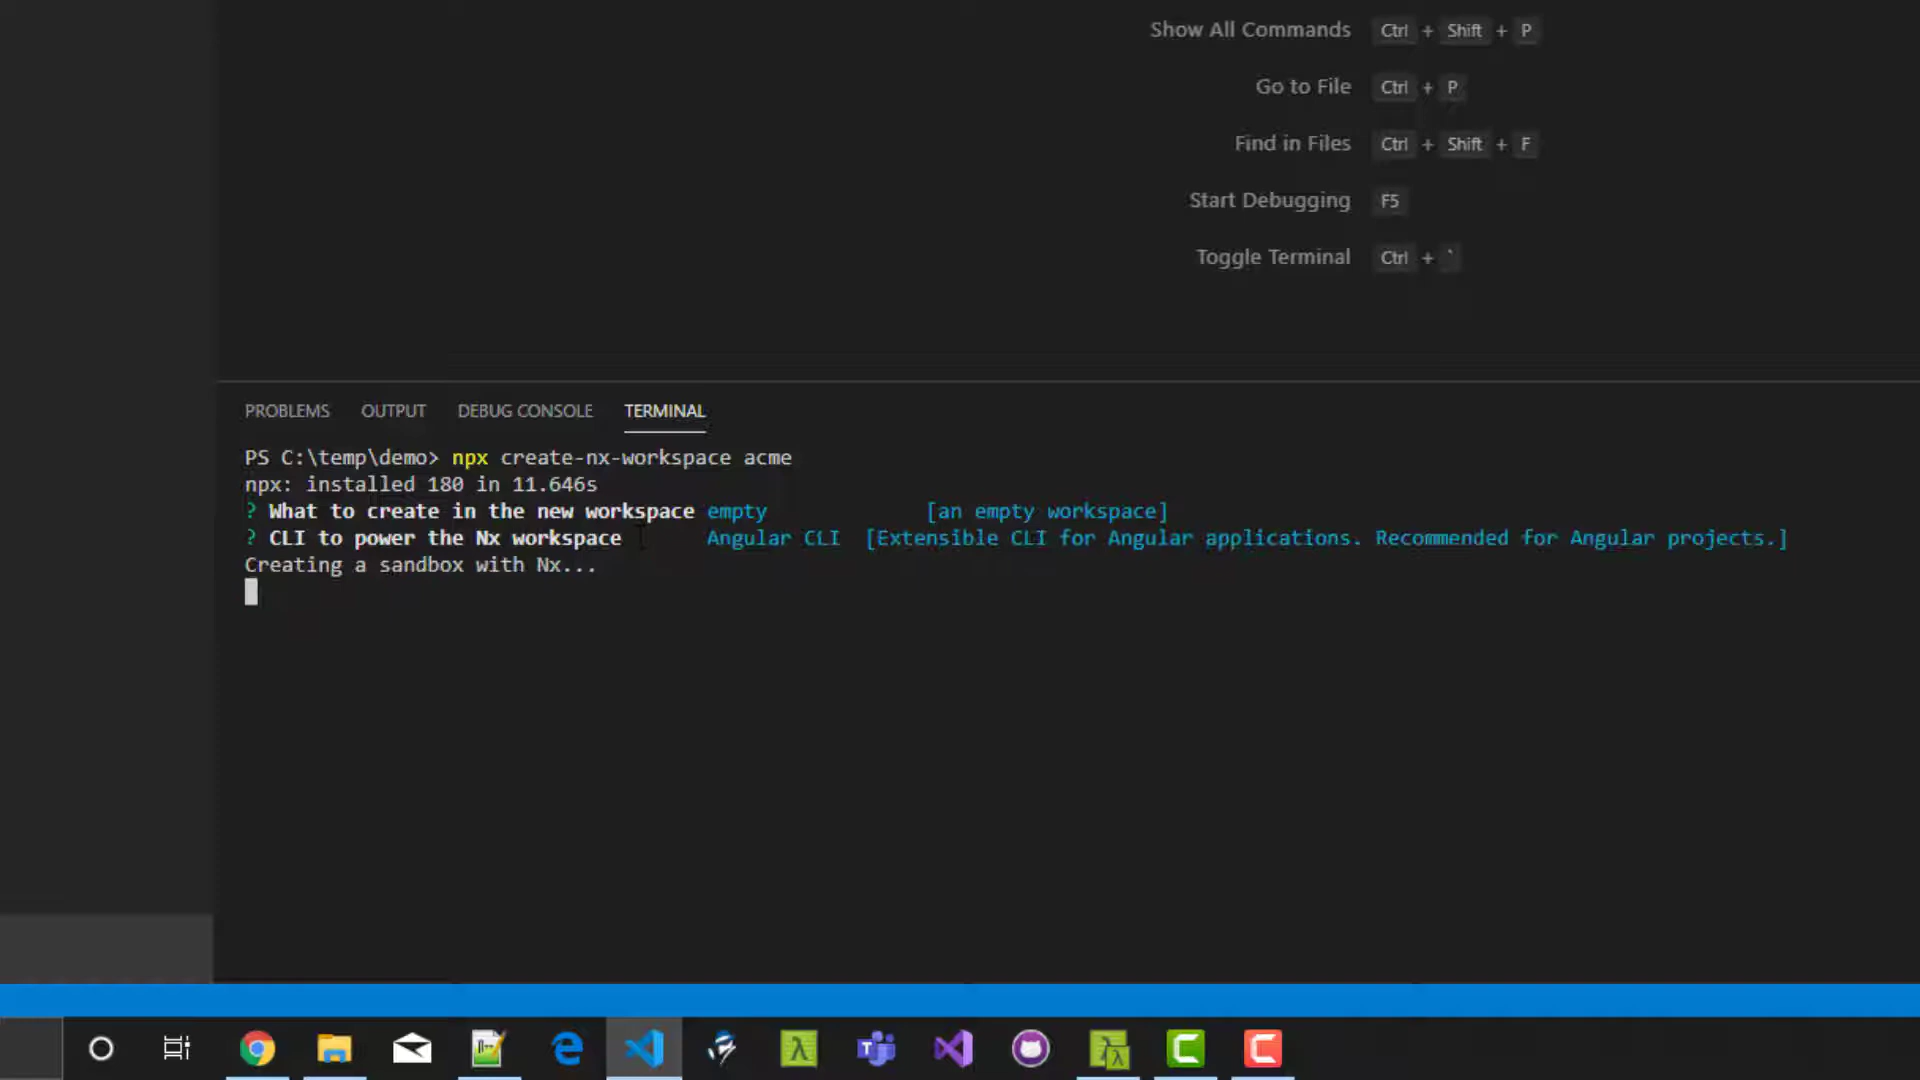 Show All Commands Ctrl + Shift + P
Go to File Ctrl + P
Find in Files Ctrl + Shift + F
Start Debugging F5
Toggle Terminal Ctrl + `
PROBLEMS OUTPUT DEBUG CONSOLE TERMINAL
PS C:\temp\demo> npx create-nx-workspace acme
npx: installed 180 in 11.646s
? What to create in the new workspace empty [an empty workspace]
? CLI to power the Nx workspace Angular CLI [Extensible CLI for Angular applications. Recommended for Angular projects.]
Creating a sandbox with Nx...